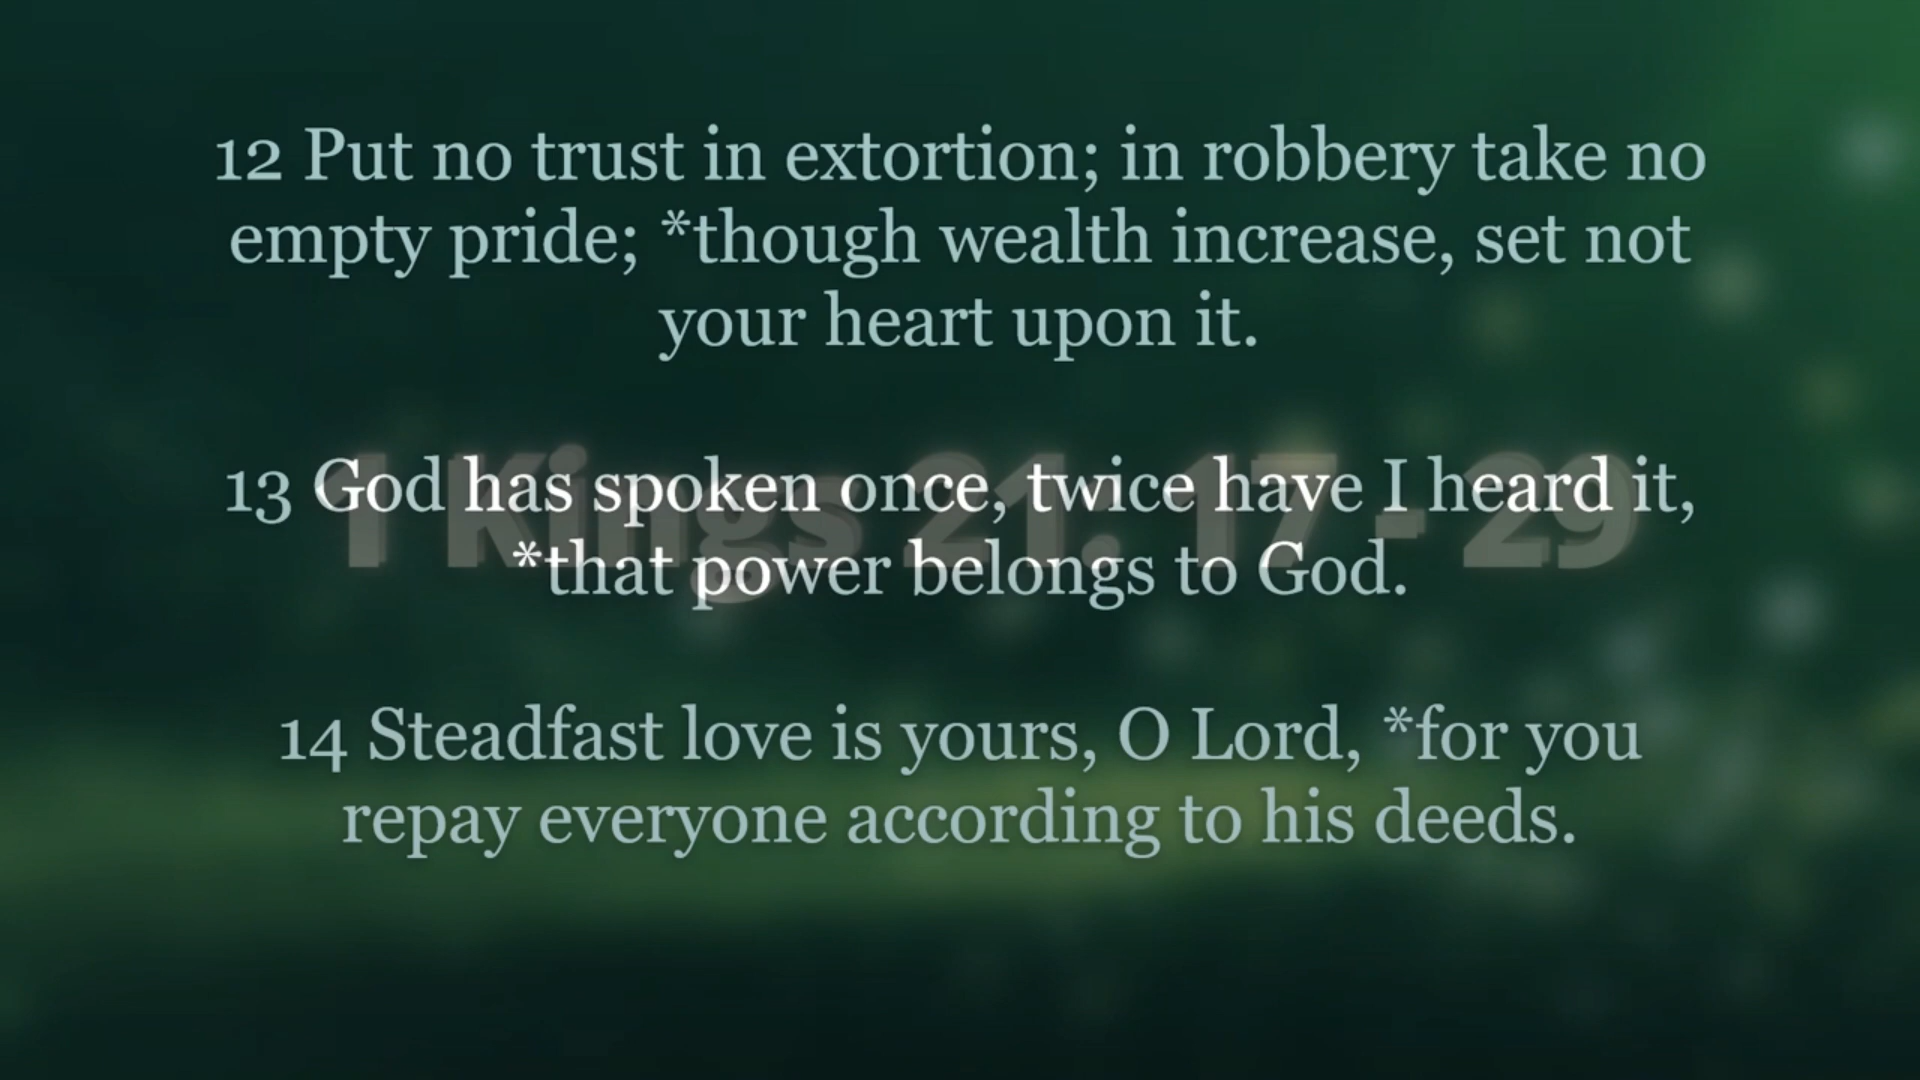 12 Put no trust in extortion; in robbery take no
empty pride; *though wealth increase, set not
your heart upon it.
13 God has spoken once, twice have I heard it,
*that power belongs to God.
1 Kings 21: 17 - 29
14 Steadfast love is yours, O Lord, *for you
repay everyone according to his deeds.